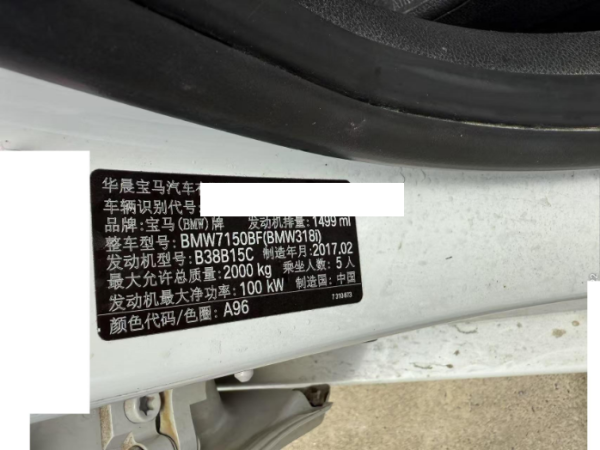 华晨宝马汽车
车辆识别代号:
品牌: 宝马(BMW)牌 发动机排量: 1499 ml
整车型号: BMW7150BF(BMW318i)
发动机型号: B38B15C 制造年月: 2017.02
最大允许总质量: 2000 kg 乘坐人数: 5 人
发动机最大净功率: 100 kW 制造国: 中国
颜色代码/色圈: A96